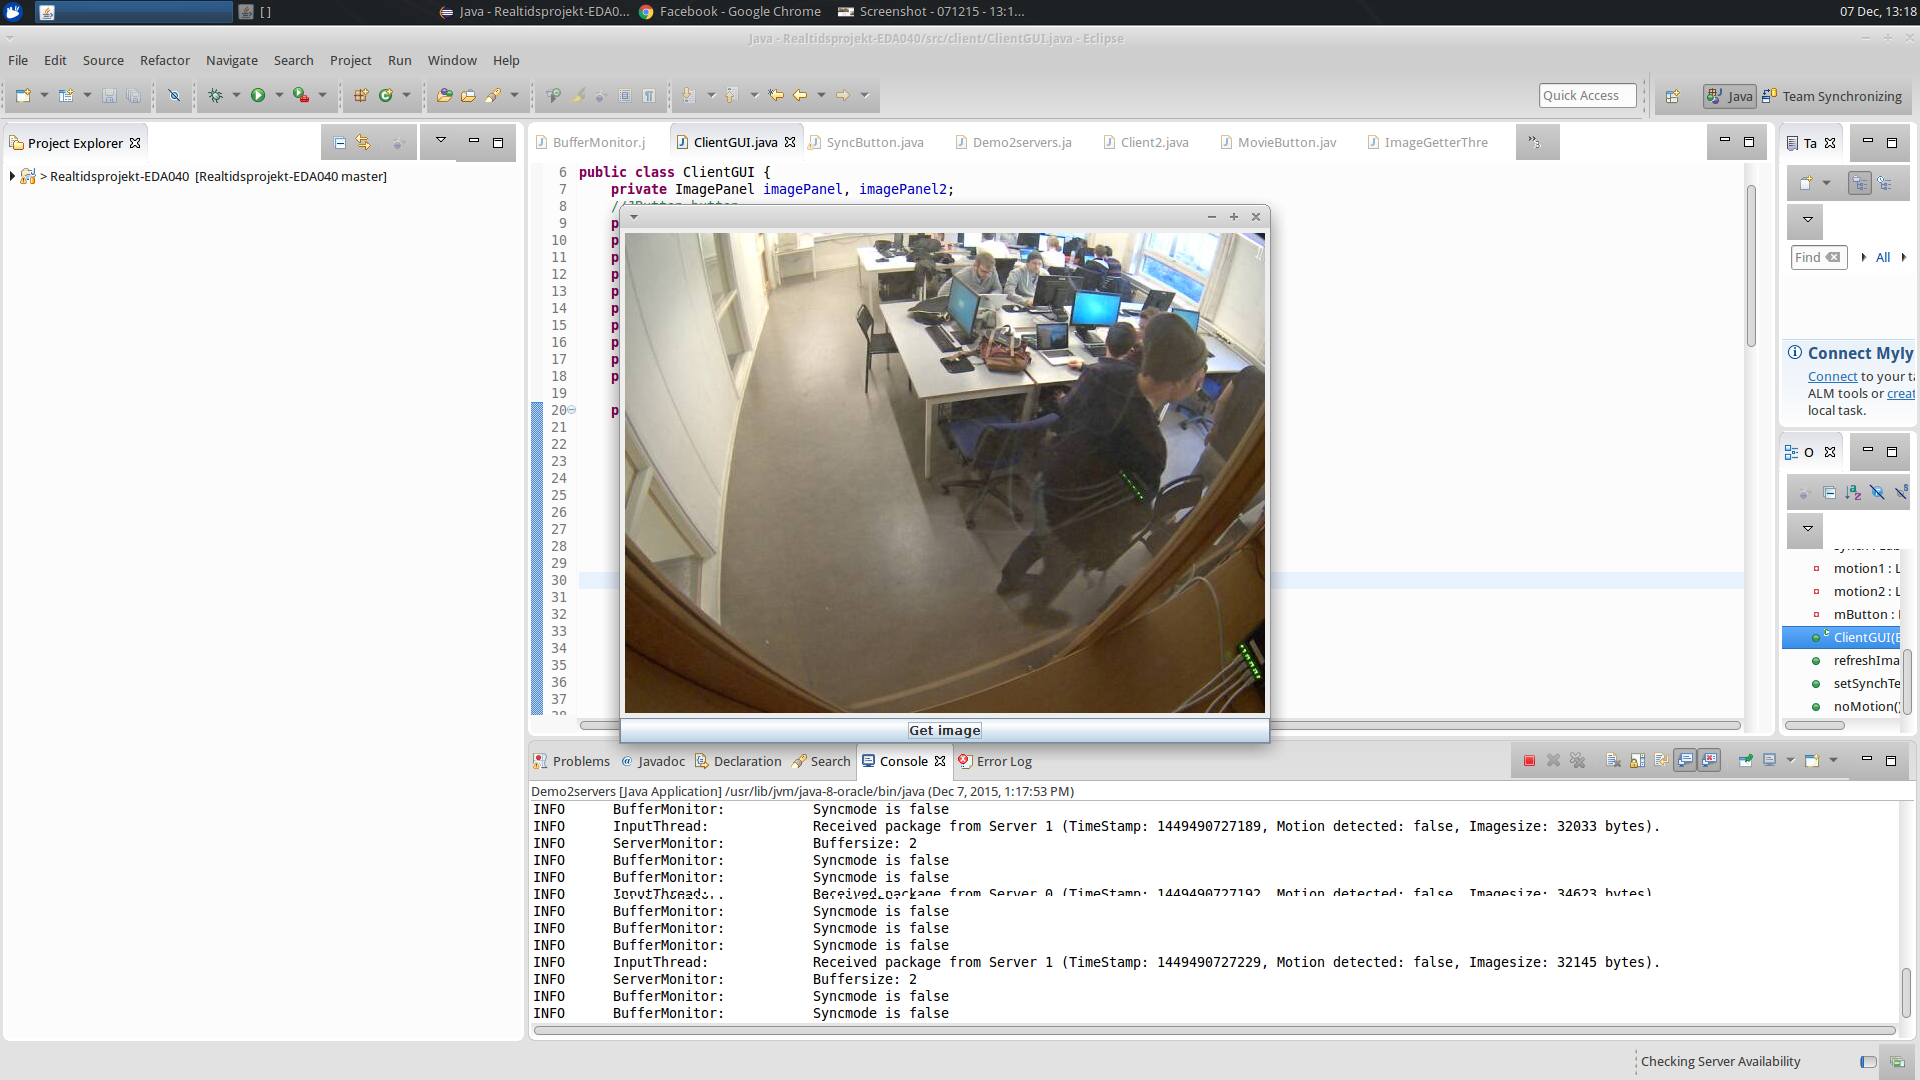 [ ]
Java - Realtidsprojekt-EDA0...
Facebook - Google Chrome
Screenshot - 071215 - 13:1...
07 Dec, 13:18
Java - Realtidsprojekt-EDA040/src/client/ClientGUI.java - Eclipse
File Edit Source Refactor Navigate Search Project Run Window Help
Quick Access
Java
Team Synchronizing
Project Explorer
> Realtidsprojekt-EDA040 [Realtidsprojekt-EDA040 master]
BufferMonitor.j
ClientGUI.java
SyncButton.java
Demo2servers.ja
Client2.java
MovieButton.jav
ImageGetterThre
»3
6 public class ClientGUI {
7 private ImagePanel imagePanel, imagePanel2;
8 //JButton button
9 p
10 p
11 p
12 p
13 p
14 p
15 p
16 p
17 p
18 p
19
20 p
21
22
23
24
25
26
27
28
29
30
31
32
33
34
35
36
37
38
Get image
Ta
Find
All
Connect Myly
Connect to your ta
ALM tools or creat
local task.
O
motion1 : L
motion2 : L
mButton :
ClientGUI(E
refreshIma
setSynchTe
noMotion()
Problems
@ Javadoc
Declaration
Search
Console
Error Log
Demo2servers [Java Application] /usr/lib/jvm/java-8-oracle/bin/java (Dec 7, 2015, 1:17:53 PM)
INFO BufferMonitor: Syncmode is false
INFO InputThread: Received package from Server 1 (TimeStamp: 1449490727189, Motion detected: false, Imagesize: 32033 bytes).
INFO ServerMonitor: Buffersize: 2
INFO BufferMonitor: Syncmode is false
INFO BufferMonitor: Syncmode is false
INFO InputThread: Received package from Server 0 (TimeStamp: 1449490727192, Motion detected: false, Imagesize: 34623 bytes)
INFO BufferMonitor: Syncmode is false
INFO BufferMonitor: Syncmode is false
INFO BufferMonitor: Syncmode is false
INFO InputThread: Received package from Server 1 (TimeStamp: 1449490727229, Motion detected: false, Imagesize: 32145 bytes).
INFO ServerMonitor: Buffersize: 2
INFO BufferMonitor: Syncmode is false
INFO BufferMonitor: Syncmode is false
Checking Server Availability